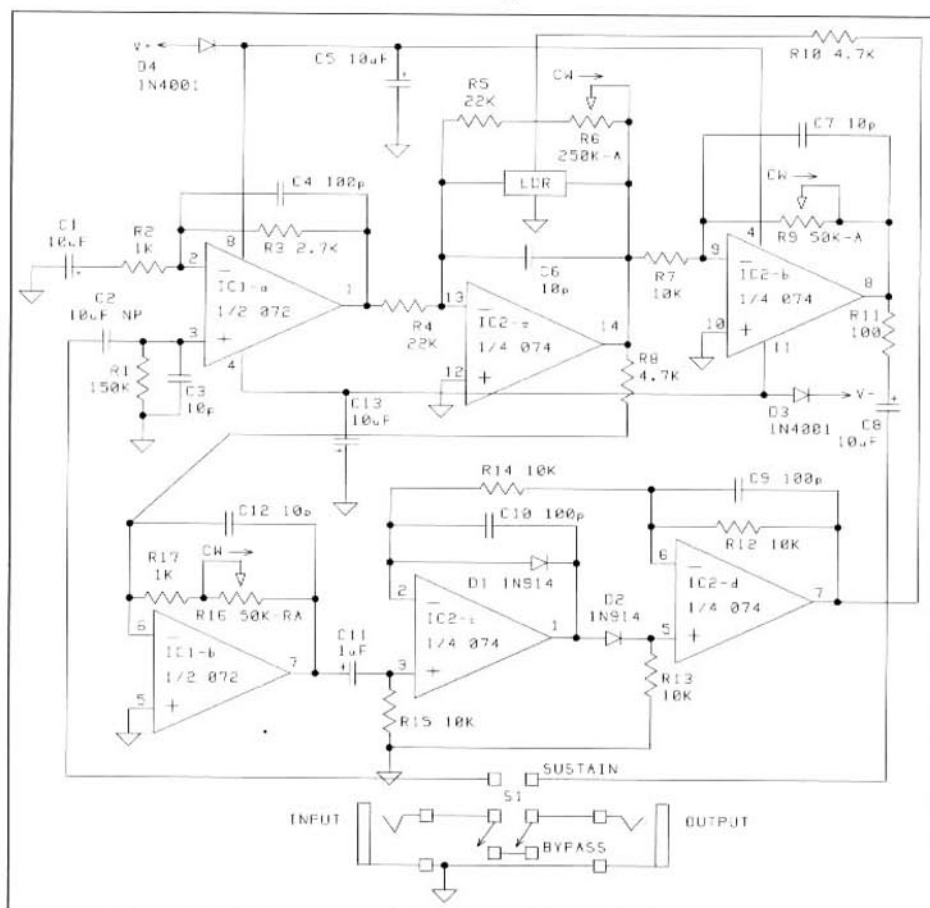 V+
D4
1N4001
C5 10uF
R10 4.7K
R5
22K
CW
R6
250K-A
C7 10p
CW
R9 50K-A
LDR
C4 100p
R3 2.7K
C1
10uF
R2
1K
8
2
IC1-a
1/2 072
1
3
4
C2
10uF NP
R1
150K
C3
10p
R4
22K
C6
10p
13
14
12
1/4 074
R7
10K
R8
4.7K
9
4
IC2-b
1/4 074
8
10
11
R11
100
D3
1N4001
V-
C8
10uF
C13
10uF
R14 10K
C9 100p
C12 10p
C10 100p
R12 10K
R17
1K
CW
R16 50K-RA
D1 1N914
D2
1N914
6
IC1-b
1/2 072
7
5
C11
1uF
2
1/4 074
1
3
6
IC2-d
1/4 074
7
5
R13
10K
R15 10K
SUSTAIN
S1
INPUT
OUTPUT
BYPASS